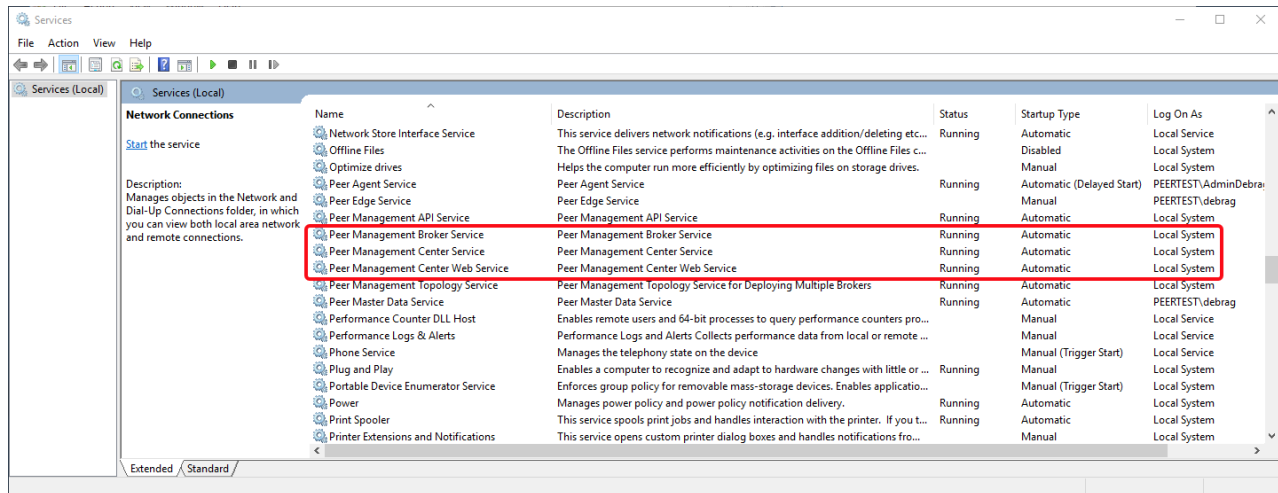 Services
File Action View Help
Services (Local)
Services (Local)
Network Connections
Start the service
Description:
Manages objects in the Network and
Dial-Up Connections folder, in which
you can view both local area network
and remote connections.
Name Description Status Startup Type Log On As
Network Store Interface Service This service delivers network notifications (e.g. interface addition/deleting etc... Running Automatic Local Service
Offline Files The Offline Files service performs maintenance activities on the Offline Files c... Disabled Local System
Optimize drives Helps the computer run more efficiently by optimizing files on storage drives. Manual Local System
Peer Agent Service Peer Agent Service Running Automatic (Delayed Start) PEERTEST\AdminDebrag
Peer Edge Service Peer Edge Service Manual PEERTEST\debrag
Peer Management API Service Peer Management API Service Running Automatic Local System
Peer Management Broker Service Peer Management Broker Service Running Automatic Local System
Peer Management Center Service Peer Management Center Service Running Automatic Local System
Peer Management Center Web Service Peer Management Center Web Service Running Automatic Local System
Peer Management Topology Service Peer Management Topology Service for Deploying Multiple Brokers Running Automatic Local System
Peer Master Data Service Peer Master Data Service Running Automatic PEERTEST\debrag
Performance Counter DLL Host Enables remote users and 64-bit processes to query performance counters pro... Manual Local Service
Performance Logs & Alerts Performance Logs and Alerts Collects performance data from local or remote ... Manual Local Service
Phone Service Manages the telephony state on the device Manual (Trigger Start) Local Service
Plug and Play Enables a computer to recognize and adapt to hardware changes with little or ... Running Manual Local System
Portable Device Enumerator Service Enforces group policy for removable mass-storage devices. Enables applicatio... Manual (Trigger Start) Local System
Power Manages power policy and power policy notification delivery. Running Automatic Local System
Print Spooler This service spools print jobs and handles interaction with the printer. If you t... Running Automatic Local System
Printer Extensions and Notifications This service opens custom printer dialog boxes and handles notifications fro... Manual Local System
Extended Standard